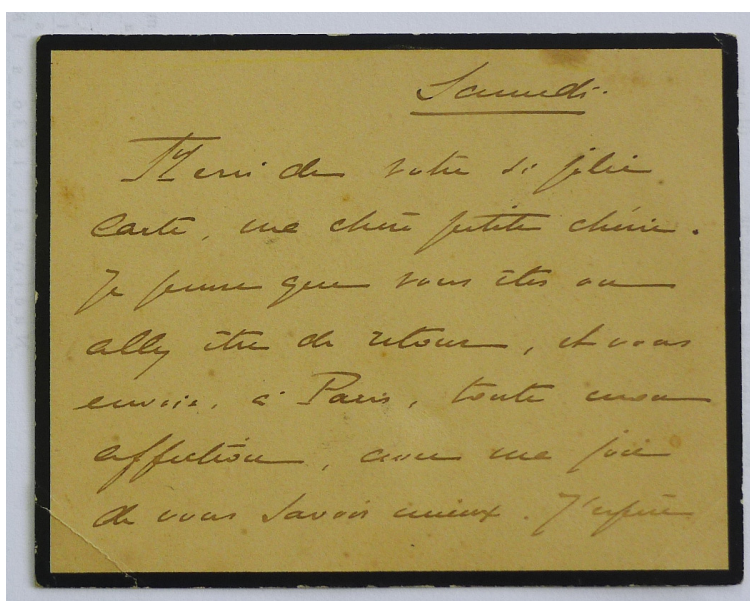 Samedi.
Merci de votre si jolie
carte, ma chère petite chérie.
Je pense que vous êtes ou
allez être de retour, et vous
envoie, à Paris, toute mon
affection, avec ma joie
de vous savoir mieux. J'espère